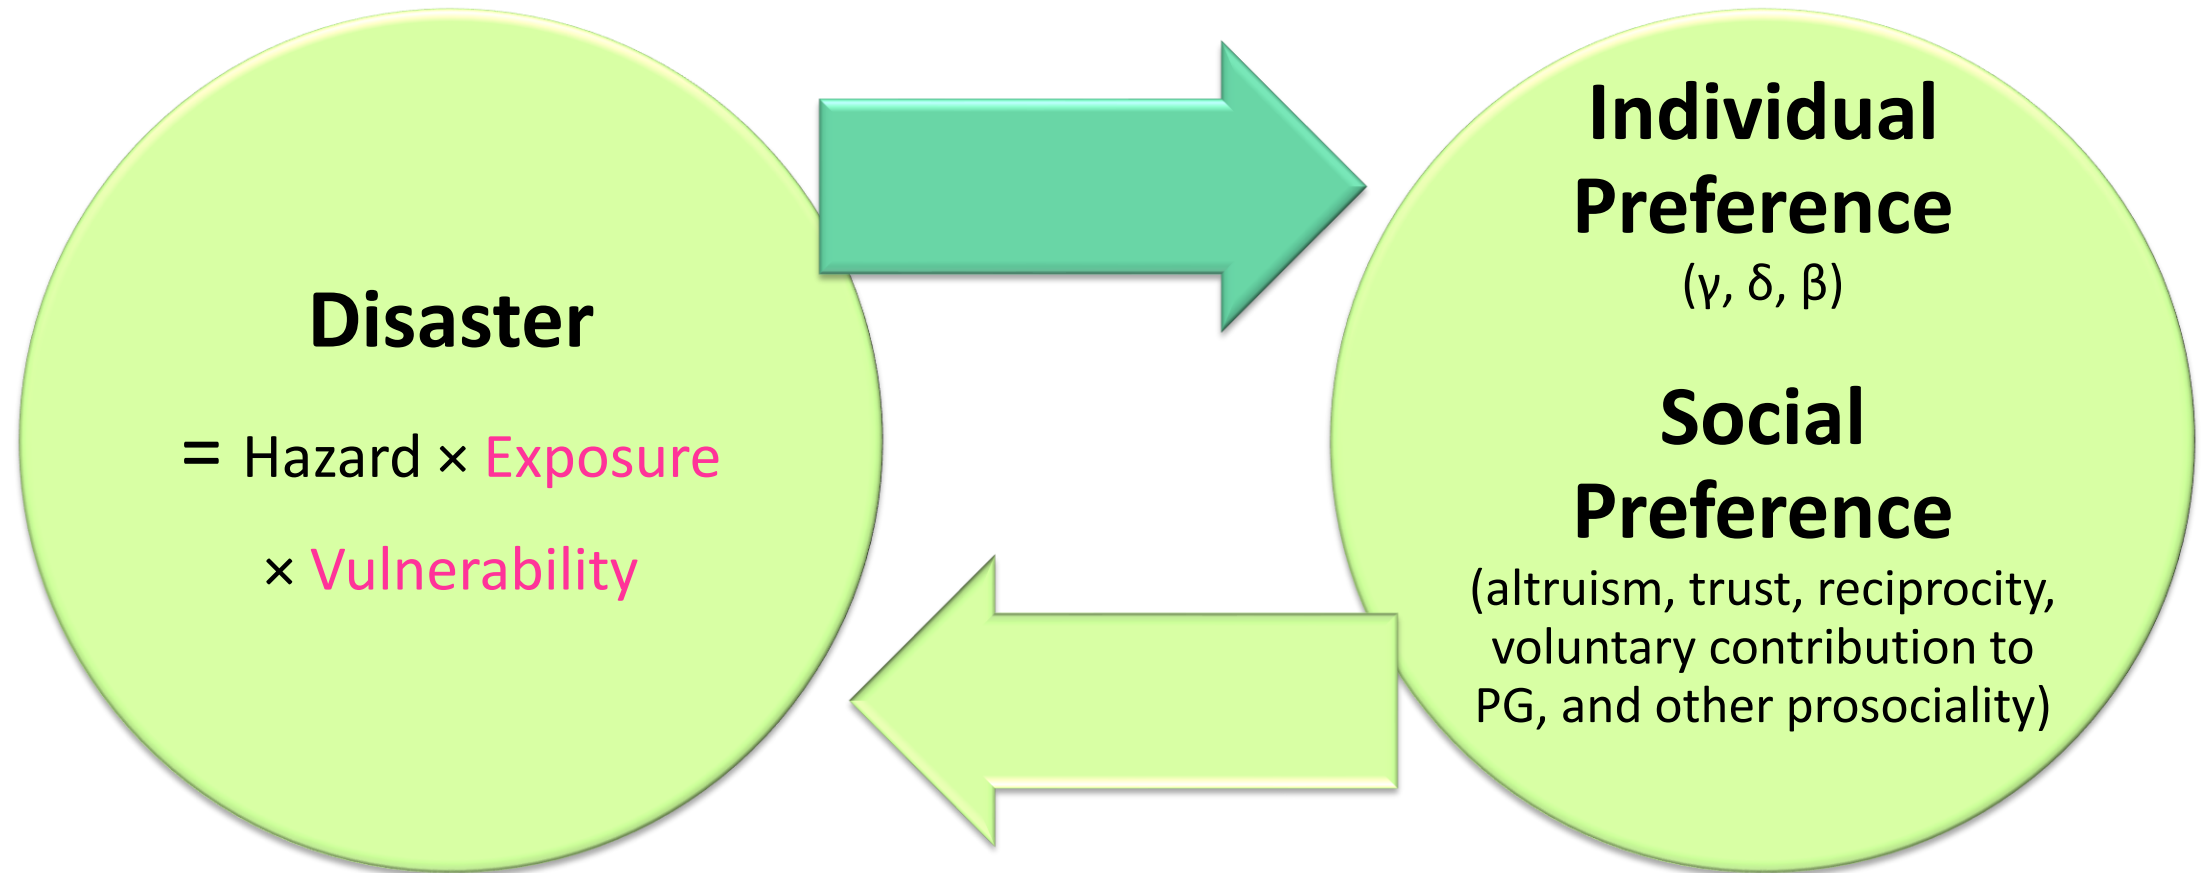 Disaster
= Hazard × Exposure
× Vulnerability
Individual
Preference
(γ, δ, β)
Social
Preference
(altruism, trust, reciprocity,
voluntary contribution to
PG, and other prosociality)